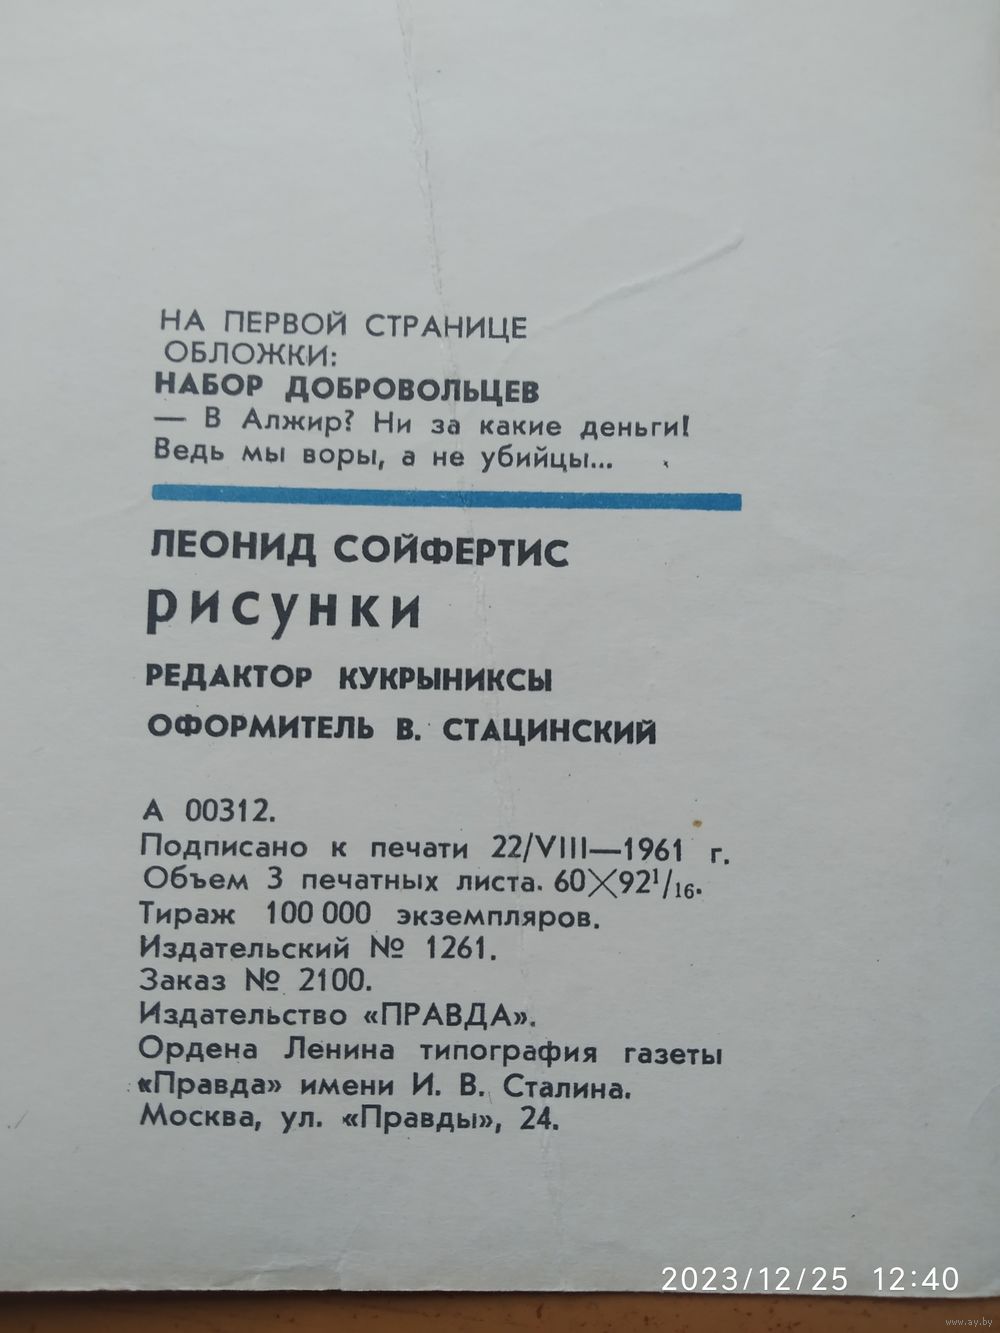 НА ПЕРВОЙ СТРАНИЦЕ
ОБЛОЖКИ:
НАБОР ДОБРОВОЛЬЦЕВ
— В Алжир? Ни за какие деньги!
Ведь мы воры, а не убийцы...
ЛЕОНИД СОЙФЕРТИС
рисунки
РЕДАКТОР КУКРЫНИКСЫ
ОФОРМИТЕЛЬ В. СТАЦИНСКИЙ
А 00312.
Подписано к печати 22/VIII—1961 г.
Объем 3 печатных листа. 60×92¹/₁₆.
Тираж 100 000 экземпляров.
Издательский № 1261.
Заказ № 2100.
Издательство «ПРАВДА».
Ордена Ленина типография газеты
«Правда» имени И. В. Сталина.
Москва, ул. «Правды», 24.
2023/12/25 12:40
www.ay.by